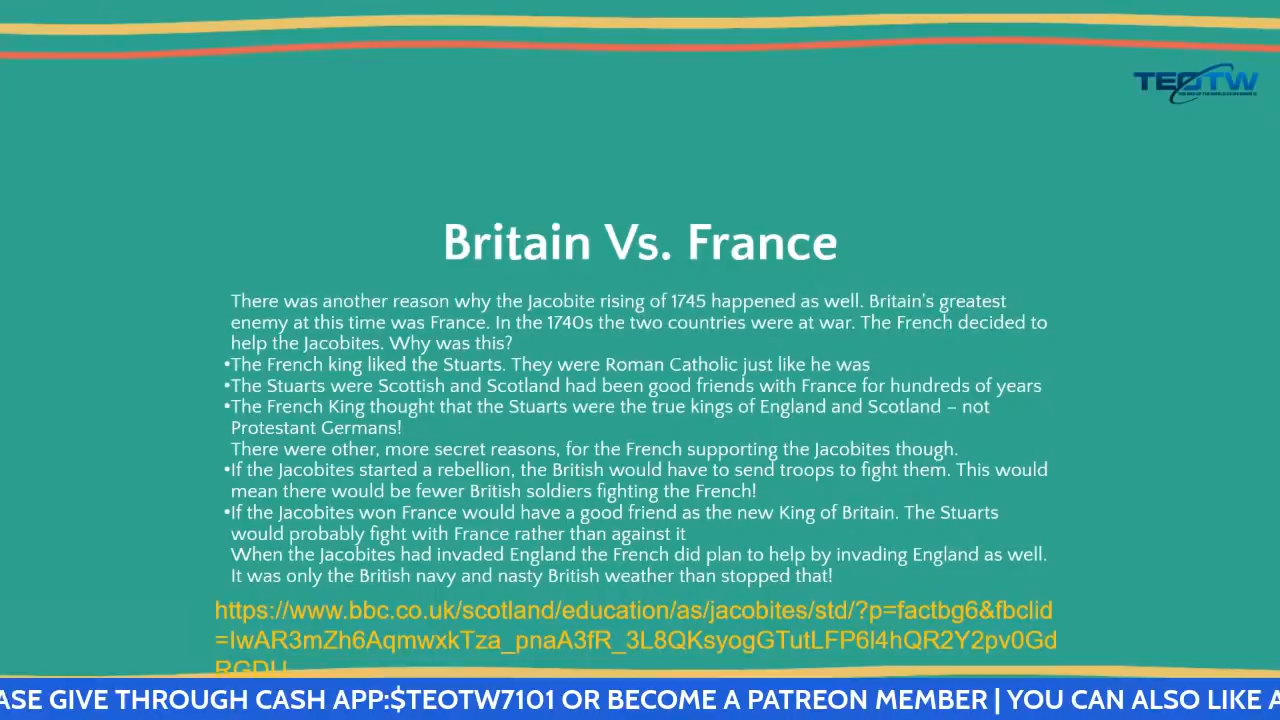 TEOTW
Britain Vs. France
There was another reason why the Jacobite rising of 1745 happened as well. Britain's greatest
enemy at this time was France. In the 1740s the two countries were at war. The French decided to
help the Jacobites. Why was this?
•The French king liked the Stuarts. They were Roman Catholic just like he was
•The Stuarts were Scottish and Scotland had been good friends with France for hundreds of years
•The French King thought that the Stuarts were the true kings of England and Scotland – not
Protestant Germans!
There were other, more secret reasons, for the French supporting the Jacobites though.
•If the Jacobites started a rebellion, the British would have to send troops to fight them. This would
mean there would be fewer British soldiers fighting the French!
•If the Jacobites won France would have a good friend as the new King of Britain. The Stuarts
would probably fight with France rather than against it
When the Jacobites had invaded England the French did plan to help by invading England as well.
It was only the British navy and nasty British weather than stopped that!
https://www.bbc.co.uk/scotland/education/as/jacobites/std/?p=factbg6&fbclid
=IwAR3mZh6AqmwxkTza_pnaA3fR_3L8QKsyogGTutLFP6l4hQR2Y2pv0Gd
RGDU
ASE GIVE THROUGH CASH APP:$TEOTW7101 OR BECOME A PATREON MEMBER | YOU CAN ALSO LIKE A